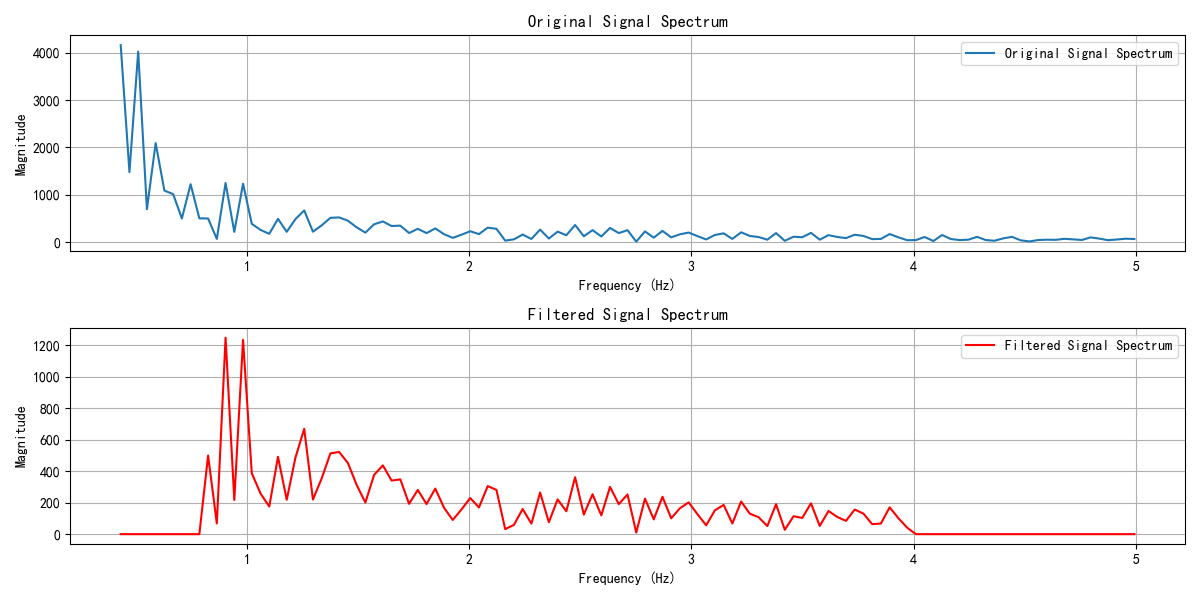 Original Signal Spectrum
Original Signal Spectrum
4000
3000
2000
1000
0
Magnitude
1 2 3 4 5
Frequency (Hz)
Filtered Signal Spectrum
Filtered Signal Spectrum
1200
1000
800
600
400
200
0
Magnitude
1 2 3 4 5
Frequency (Hz)